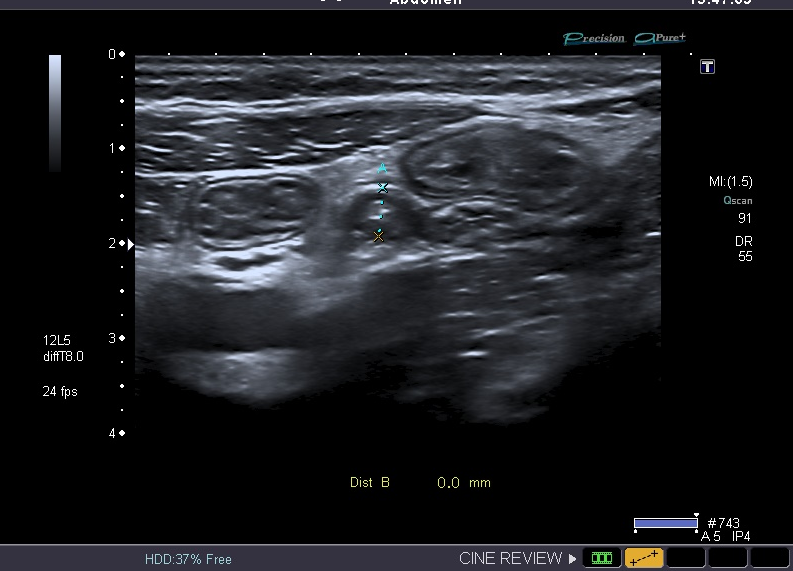 Abdomen
Precision APure+
T
0
1
MI:(1.5)
Qscan
91
DR
2
55
3
12L5
diffT8.0
24 fps
4
Dist B 0.0 mm
#743
A 5 IP4
HDD:37% Free
CINE REVIEW